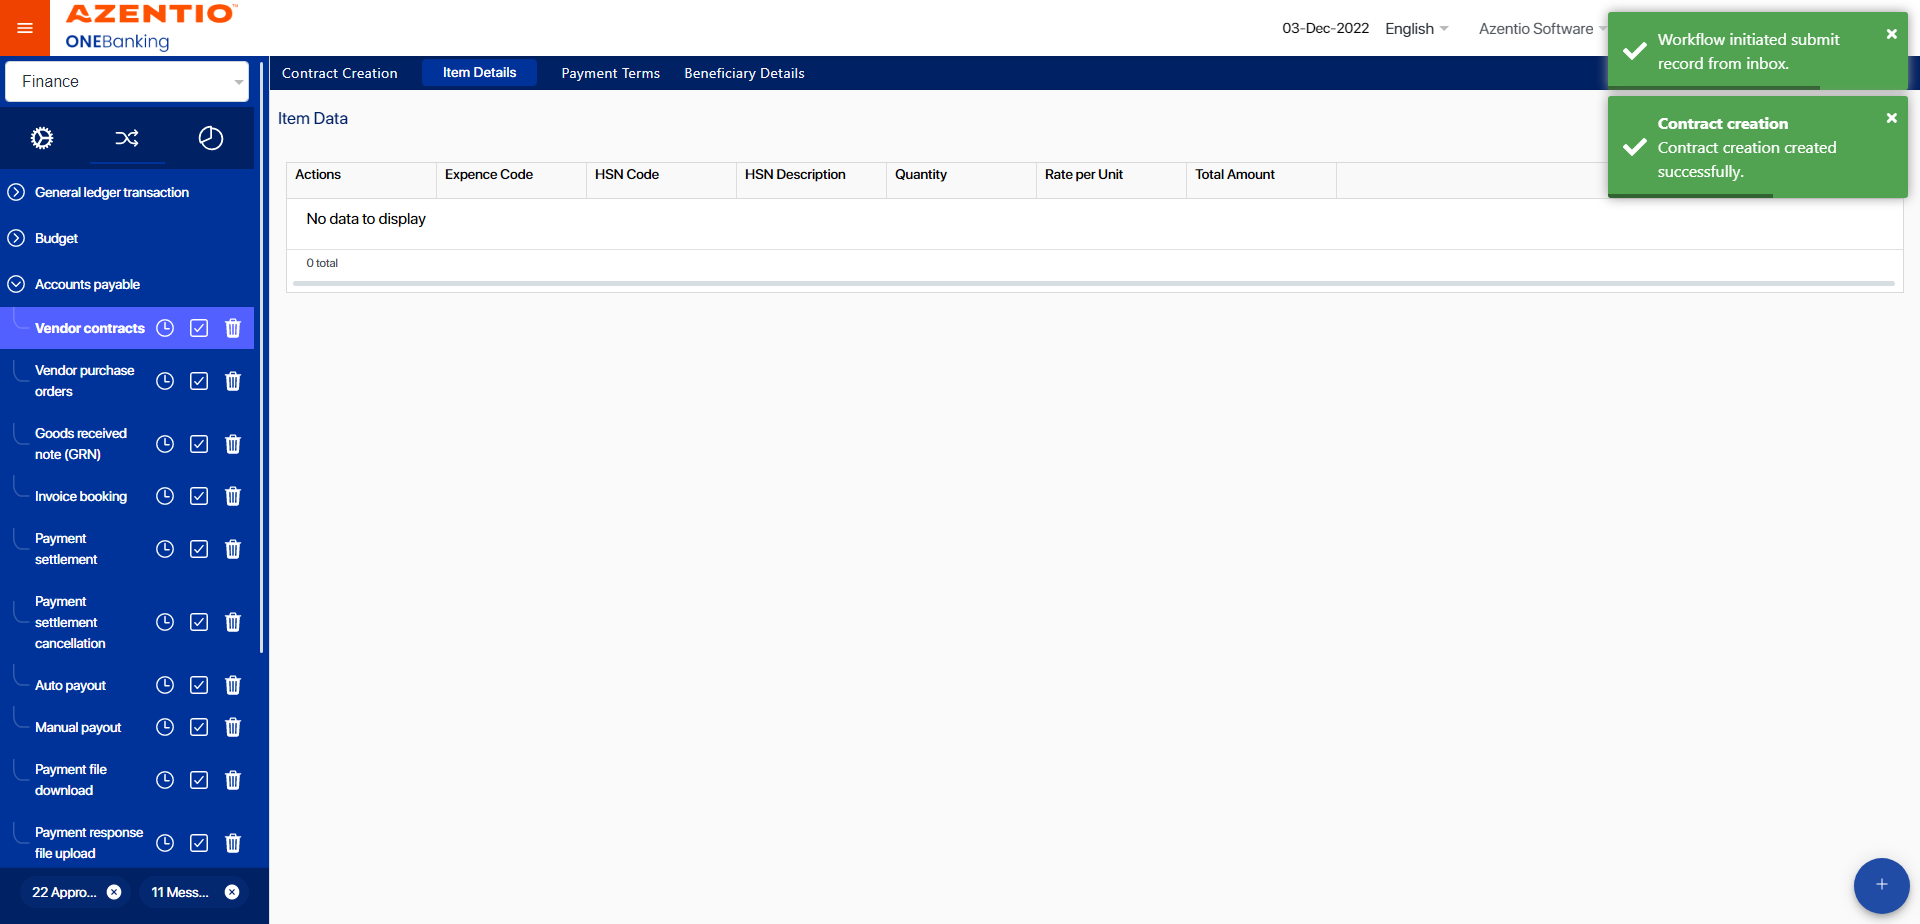 AZENTIO™
ONEBanking
03-Dec-2022
English
Azentio Software
Workflow initiated submit
record from inbox.
Contract creation
Contract creation created
successfully.
Finance
General ledger transaction
Budget
Accounts payable
Vendor contracts
Vendor purchase
orders
Goods received
note (GRN)
Invoice booking
Payment
settlement
Payment
settlement
cancellation
Auto payout
Manual payout
Payment file
download
Payment response
file upload
22 Appro...
11 Mess...
Contract Creation
Item Details
Payment Terms
Beneficiary Details
Item Data
Actions
Expence Code
HSN Code
HSN Description
Quantity
Rate per Unit
Total Amount
No data to display
0 total